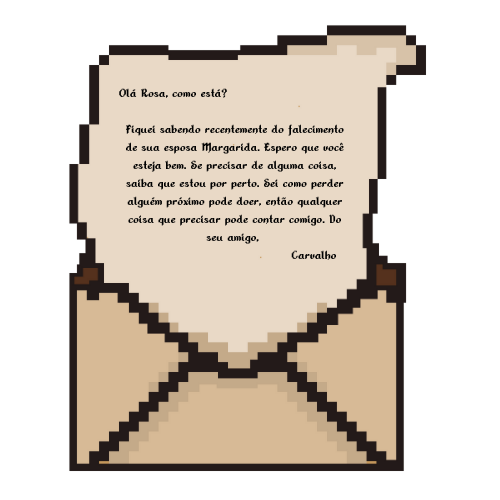 Olá Rosa, como está?
Fiquei sabendo recentemente do falecimento
de sua esposa Margarida. Espero que você
esteja bem. Se precisar de alguma coisa,
saiba que estou por perto. Sei como perder
alguém próximo pode doer, então qualquer
coisa que precisar pode contar comigo. Do
seu amigo,
Carvalho